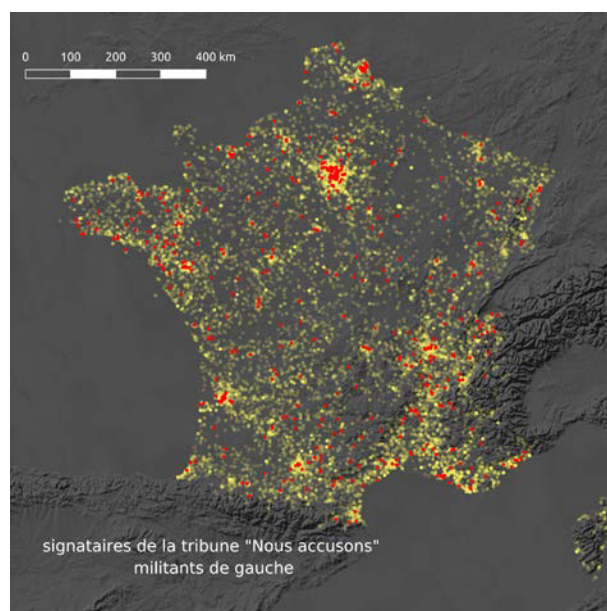 0 100 200 300 400 km
signataires de la tribune "Nous accusons"
militants de gauche